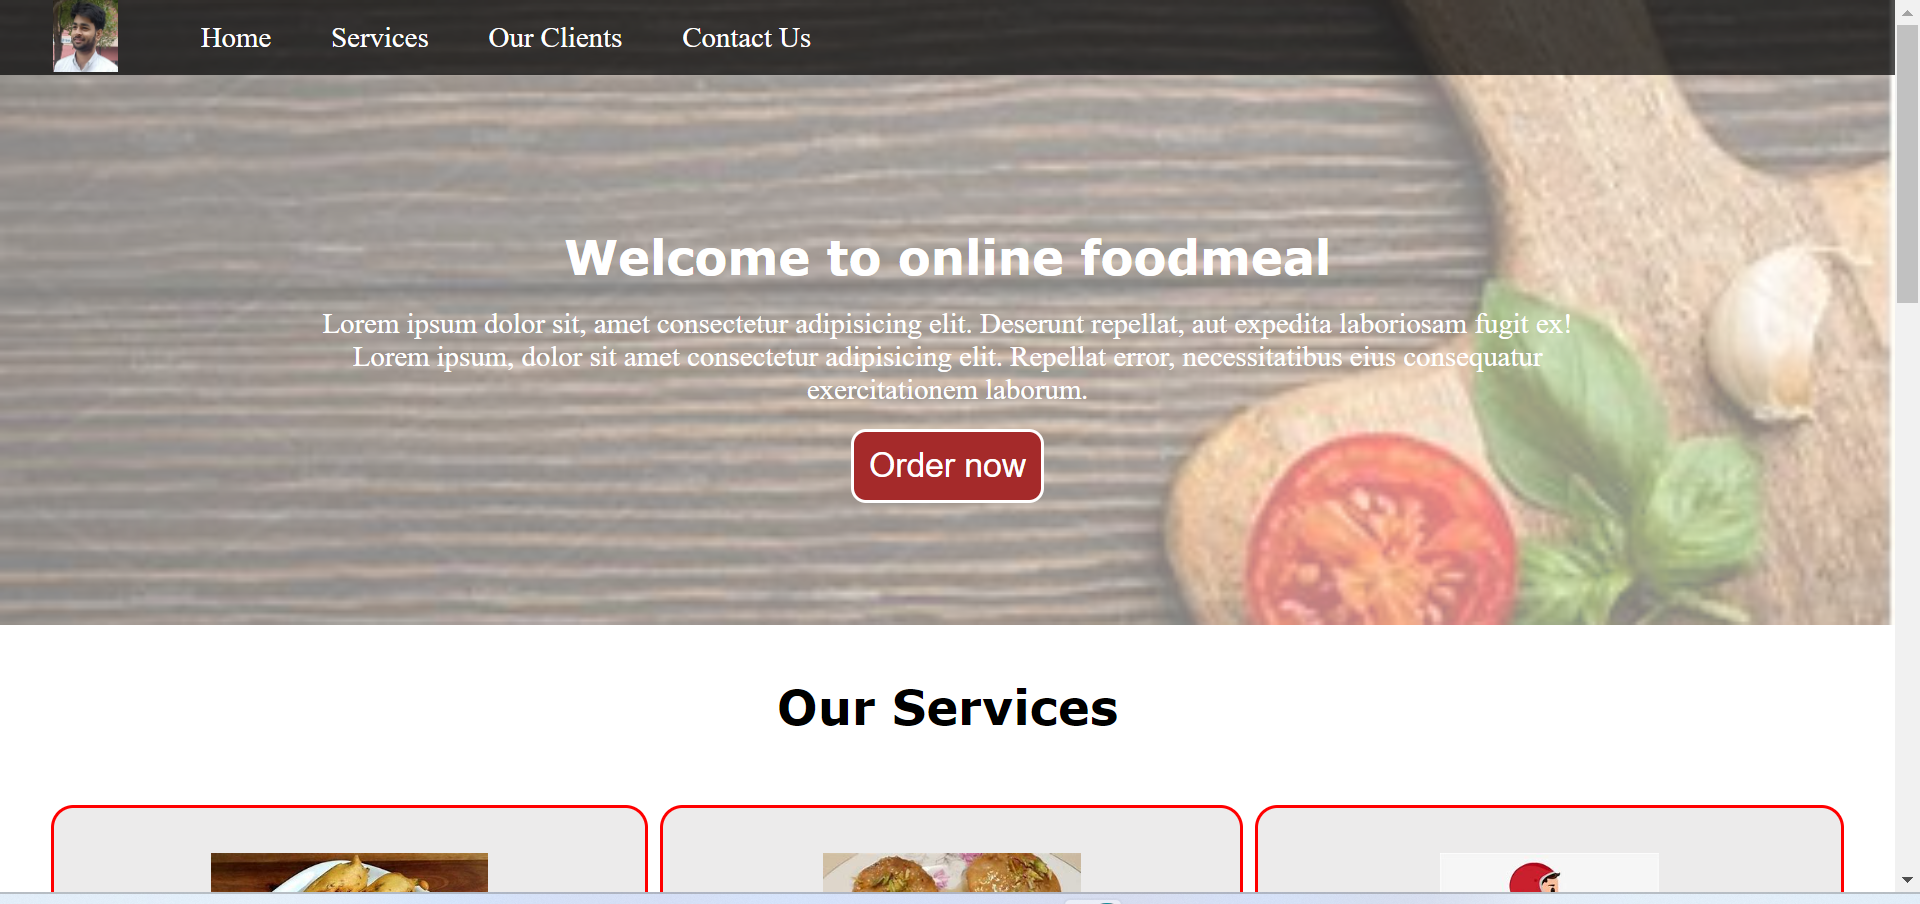 Home Services Our Clients Contact Us
Welcome to online foodmeal
Lorem ipsum dolor sit, amet consectetur adipisicing elit. Deserunt repellat, aut expedita laboriosam fugit ex!
Lorem ipsum, dolor sit amet consectetur adipisicing elit. Repellat error, necessitatibus eius consequatur
exercitationem laborum.
Order now
Our Services